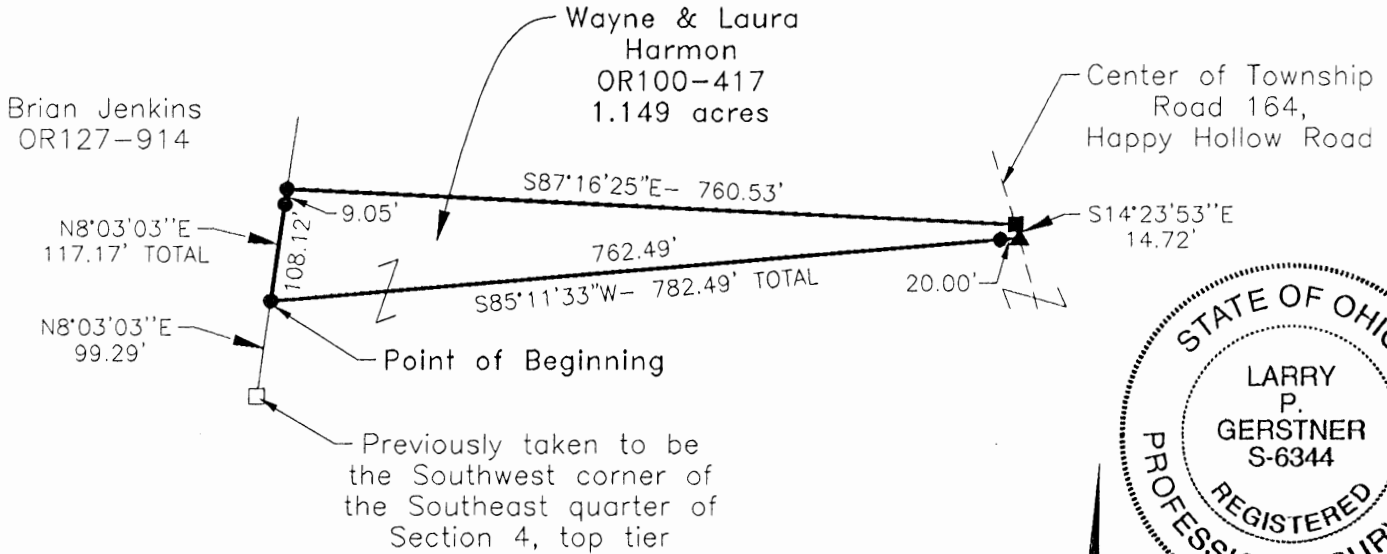 Wayne & Laura
Harmon
OR100-417
1.149 acres
Brian Jenkins
OR127-914
Center of Township
Road 164,
Happy Hollow Road
S87°16'25"E- 760.53'
9.05'
N8°03'03"E
117.17' TOTAL
108.12'
762.49'
S85°11'33"W- 782.49' TOTAL
20.00'
S14°23'53"E
14.72'
N8°03'03"E
99.29'
Point of Beginning
Previously taken to be
the Southwest corner of
the Southeast quarter of
Section 4, top tier
STATE OF OHIO
LARRY
P.
GERSTNER
S-6344
REGISTERED